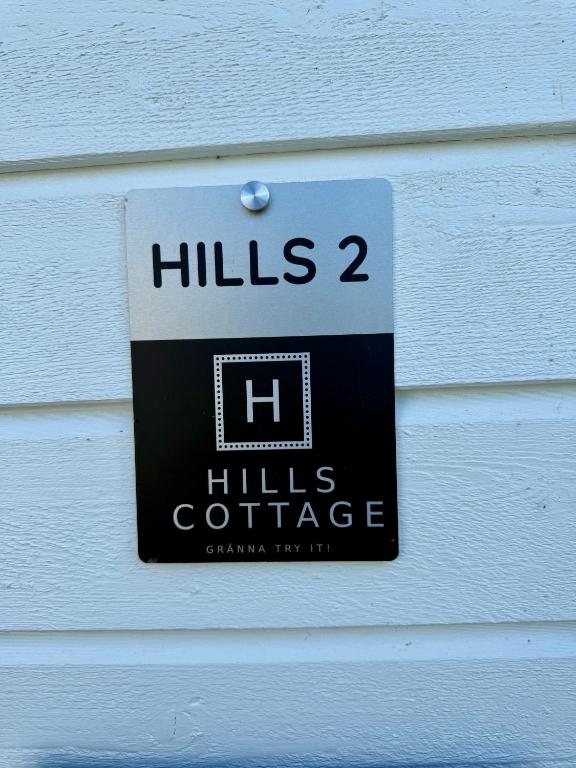 HILLS 2
H
HILLS
COTTAGE
GRÄNNA TRY IT!